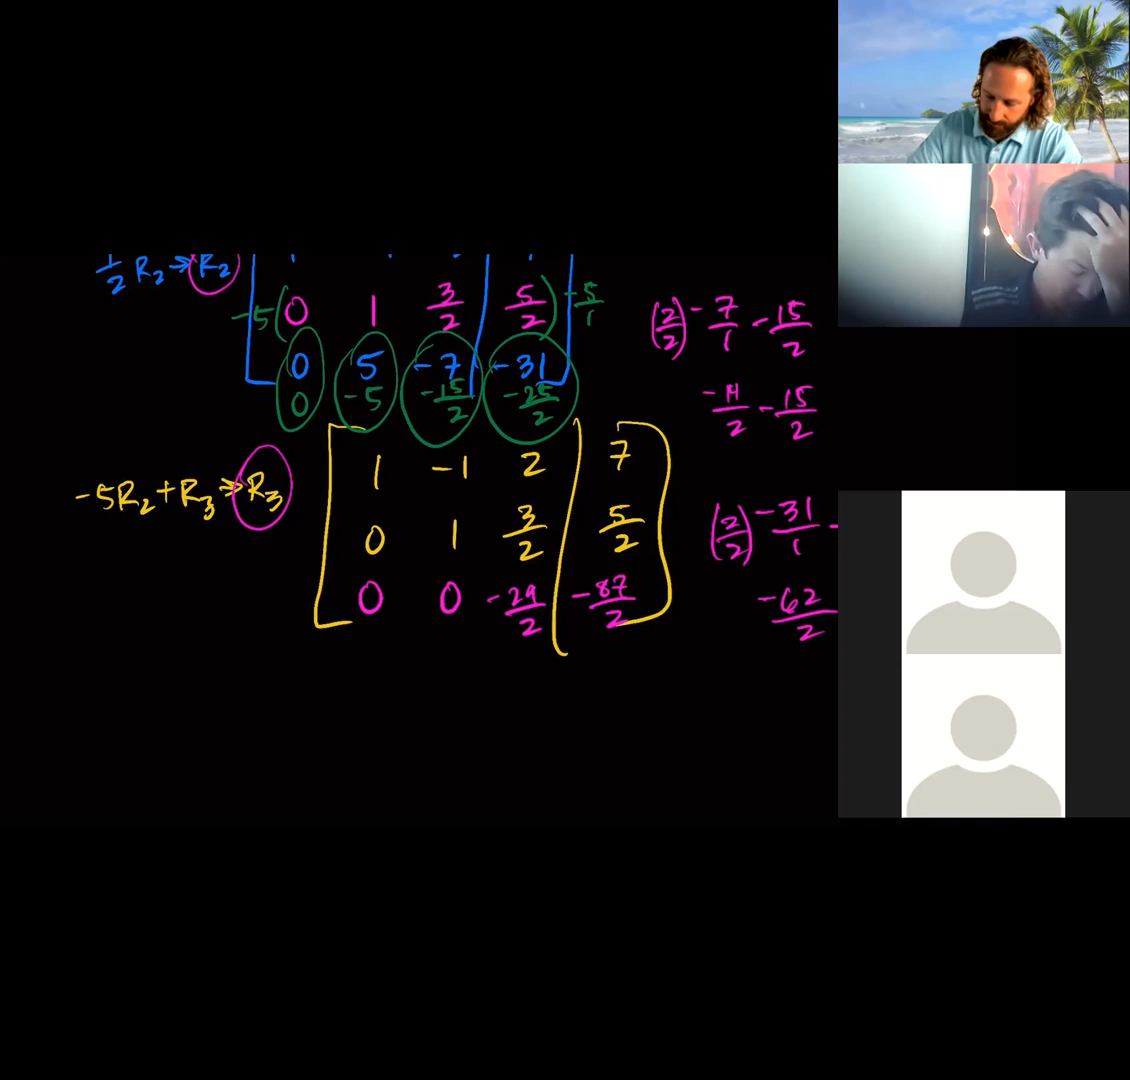 1/2 R₂ → R₂
-5( 0 1 3/2 5/2 ) -5/1
0 5 -7 -31
0 -5 -15/2 -25/2
-5R₂ + R₃ → R₃
1 -1 2 7
0 1 3/2 5/2
0 0 -29/2 -87/2
(2/2) -7/1 - 15/2
-14/2 - 15/2
(2/2) -31/1 -
-62/2